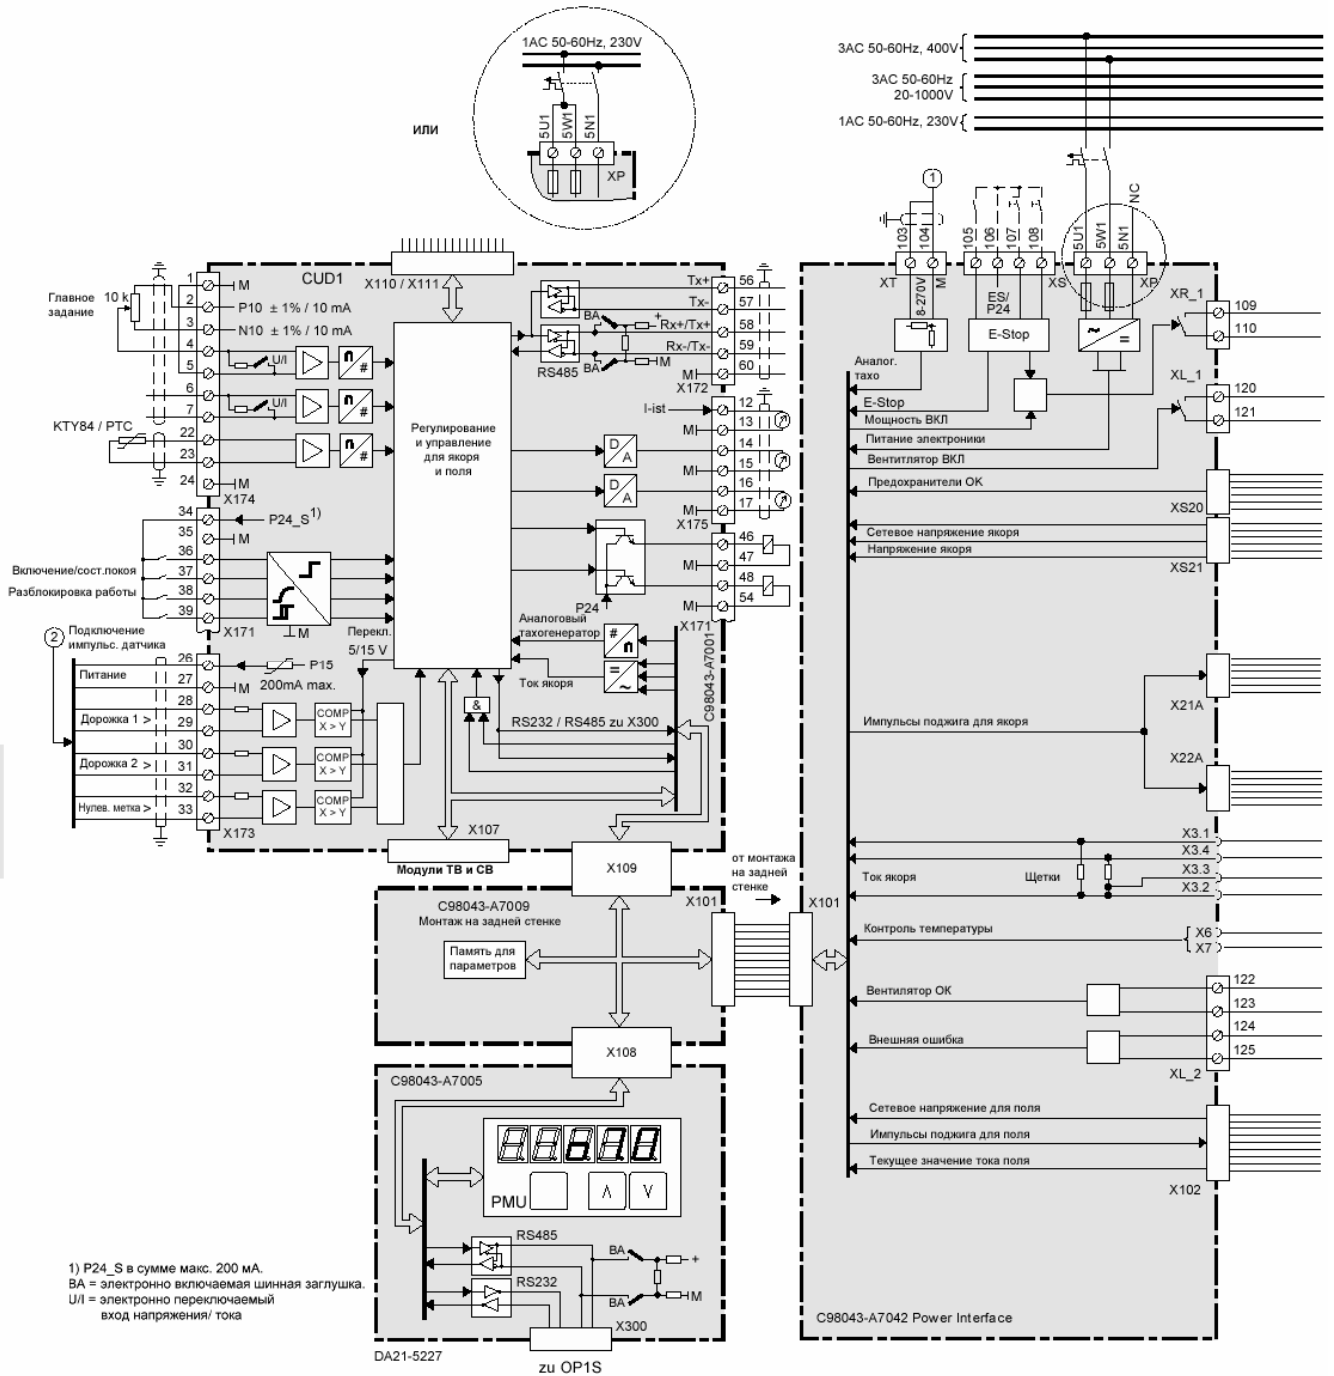 1AC 50-60Hz, 230V
или
5U1
5W1
5N1
XP
3AC 50-60Hz, 400V
3AC 50-60Hz
20-1000V
1AC 50-60Hz, 230V
1
NC
103
104
105
106
107
108
5U1
5W1
5N1
XT
XS
XP
8-270V
M
ES/
P24
E-Stop
~
=
XR_1
109
110
XL_1
120
121
Аналог.
тахо
E-Stop
Мощность ВКЛ
Питание электроники
Вентитлятор ВКЛ
Предохранители OK
XS20
Сетевое напряжение якоря
Напряжение якоря
XS21
X21A
Импульсы поджига для якоря
X22A
X3.1
X3.4
X3.3
X3.2
Ток якоря
Щетки
Контроль температуры
X6
X7
Вентилятор ОК
122
123
124
125
Внешняя ошибка
XL_2
Сетевое напряжение для поля
Импульсы поджига для поля
Текущее значение тока поля
X102
C98043-A7042 Power Interface
CUD1
X110 / X111
Главное
задание
10 k
1
M
2
P10 ± 1% / 10 mA
3
N10 ± 1% / 10 mA
4
U/I
n
#
5
6
U/I
n
#
7
KTY84 / PTC
22
n
#
23
24
M
X174
34
P24_S1)
35
M
36
Включение/сост.покоя
37
Разблокировка работы
38
39
X171
M
2
Подключение
импульс. датчика
26
P15
Питание
27
M
200mA max.
28
Дорожка 1 >
29
COMP
X > Y
30
Дорожка 2 >
31
COMP
X > Y
32
Нулев. метка >
33
COMP
X > Y
X173
Перекл.
5/15 V
Регулирование
и управление
для якоря
и поля
Tx+
56
Tx-
57
BA
+
Rx+/Tx+
58
Rx-/Tx-
59
RS485
BA
M
M
60
X172
I-ist
12
M
13
D
A
14
M
15
D
A
16
M
17
X175
46
M
47
48
P24
M
54
X171
Аналоговый
тахогенератор
#
n
Ток якоря
=
~
&
C98043-A7001
RS232 / RS485 zu X300
X107
Модули ТВ и СВ
X109
C98043-A7009
Монтаж на задней стенке
Память для
параметров
X101
от монтажа
на задней
стенке
X101
X108
C98043-A7005
PMU
Λ
V
RS485
BA
+
RS232
BA
M
X300
DA21-5227
zu OP1S
1) P24_S в сумме макс. 200 мА.
BA = электронно включаемая шинная заглушка.
U/I = электронно переключаемый
вход напряжения/ тока